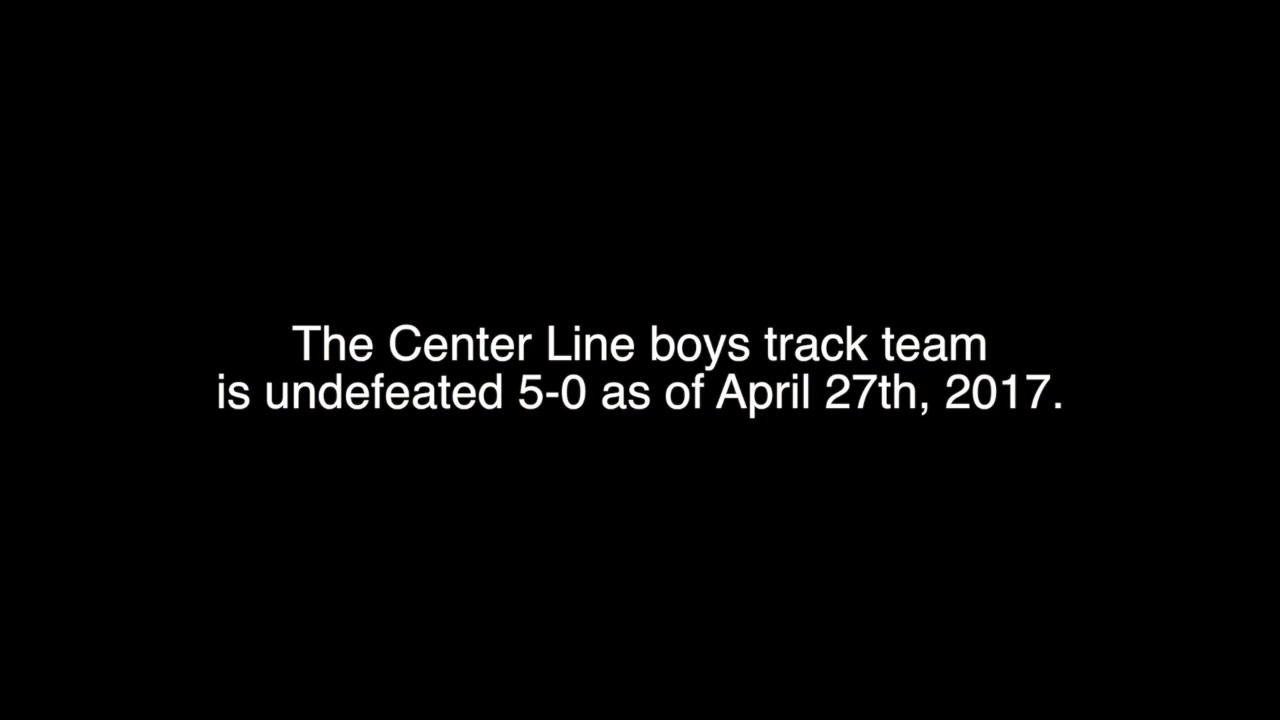 The Center Line boys track team
is undefeated 5-0 as of April 27th, 2017.